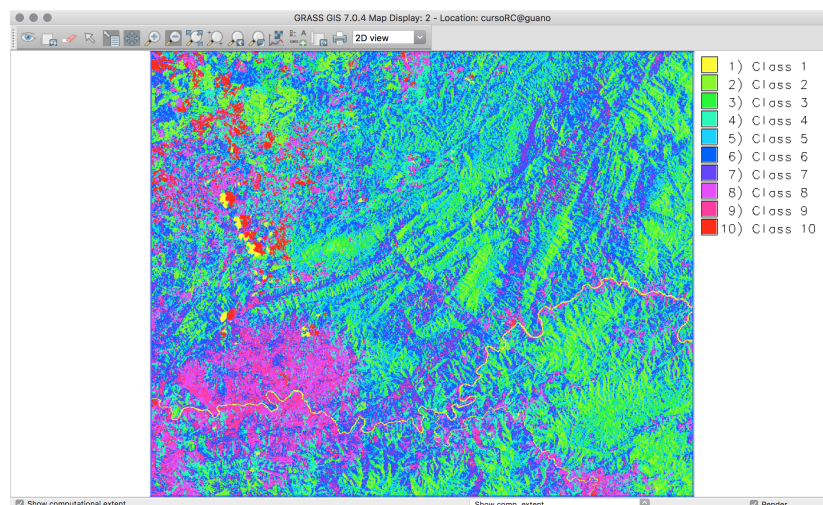 GRASS GIS 7.0.4 Map Display: 2 - Location: cursoRC@guano
2D view
1) Class 1
2) Class 2
3) Class 3
4) Class 4
5) Class 5
6) Class 6
7) Class 7
8) Class 8
9) Class 9
10) Class 10
Show computational extent
Show comp. extent
Render